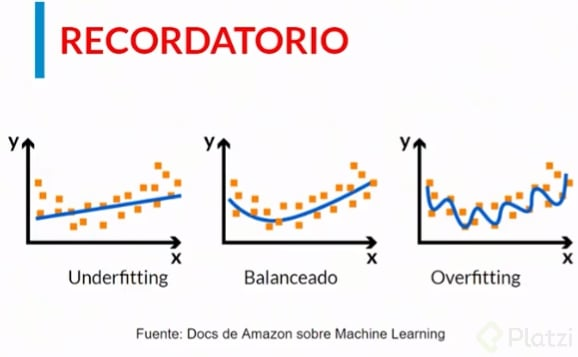 RECORDATORIO
y y y
x x x
Underfitting Balanceado Overfitting
Fuente: Docs de Amazon sobre Machine Learning
Platzi